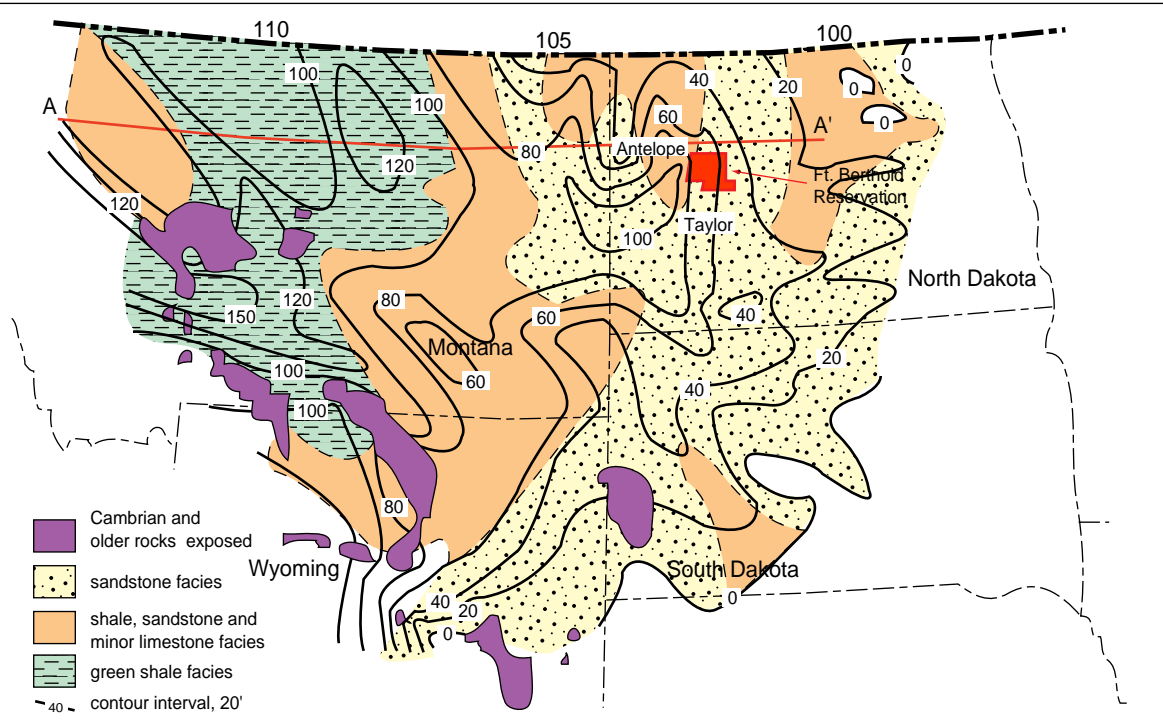 110
105
100
0
100
40
20
100
0
60
A
0
A'
80
Antelope
120
Ft. Berthold
Reservation
120
Taylor
100
North Dakota
120
80
150
60
40
Montana
20
100
60
40
100
80
Cambrian and
older rocks exposed
Wyoming
South Dakota
sandstone facies
0
40
20
shale, sandstone and
minor limestone facies
0
green shale facies
40 contour interval, 20'